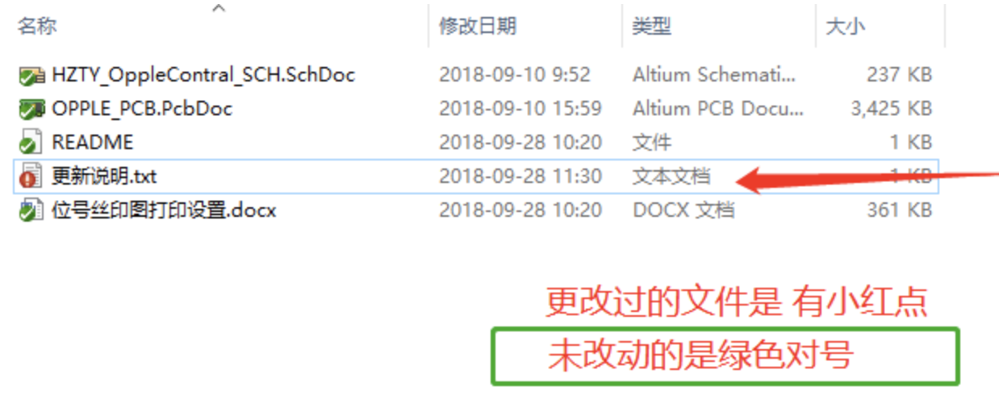 名称 修改日期 类型 大小
HZTY_OppleContral_SCH.SchDoc 2018-09-10 9:52 Altium Schemati... 237 KB
OPPLE_PCB.PcbDoc 2018-09-10 15:59 Altium PCB Docu... 3,425 KB
README 2018-09-28 10:20 文件 1 KB
更新说明.txt 2018-09-28 11:30 文本文档 1 KB
位号丝印图打印设置.docx 2018-09-28 10:20 DOCX 文档 361 KB
更改过的文件是 有小红点
未改动的是绿色对号